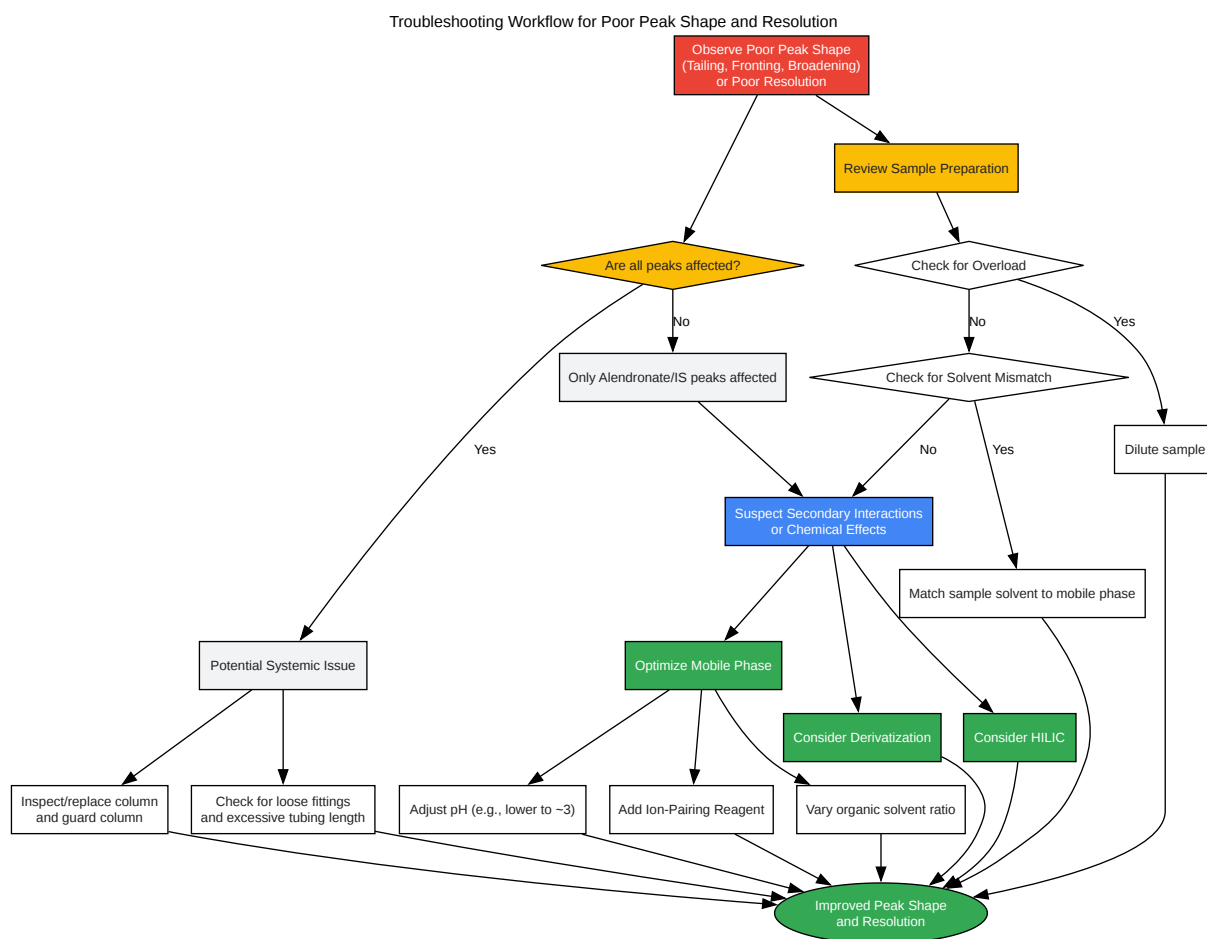 Troubleshooting Workflow for Poor Peak Shape and Resolution
Observe Poor Peak Shape
(Tailing, Fronting, Broadening)
or Poor Resolution
Review Sample Preparation
Are all peaks affected?
Check for Overload
No
No
Yes
Only Alendronate/IS peaks affected
Check for Solvent Mismatch
Yes
No
Yes
Dilute sample
Suspect Secondary Interactions
or Chemical Effects
Match sample solvent to mobile phase
Potential Systemic Issue
Optimize Mobile Phase
Consider Derivatization
Consider HILIC
Inspect/replace column
and guard column
Check for loose fittings
and excessive tubing length
Adjust pH (e.g., lower to ~3)
Add Ion-Pairing Reagent
Vary organic solvent ratio
Improved Peak Shape
and Resolution